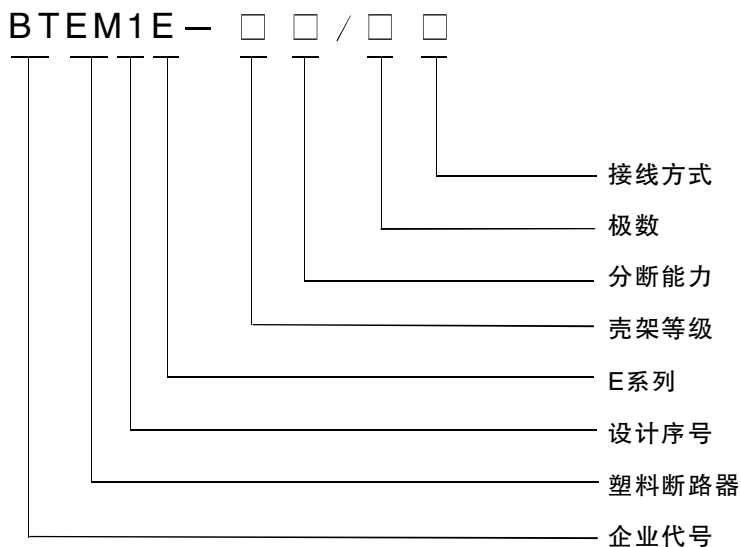 BTEM1E— □ □ / □ □
接线方式
极数
分断能力
壳架等级
E系列
设计序号
塑料断路器
企业代号